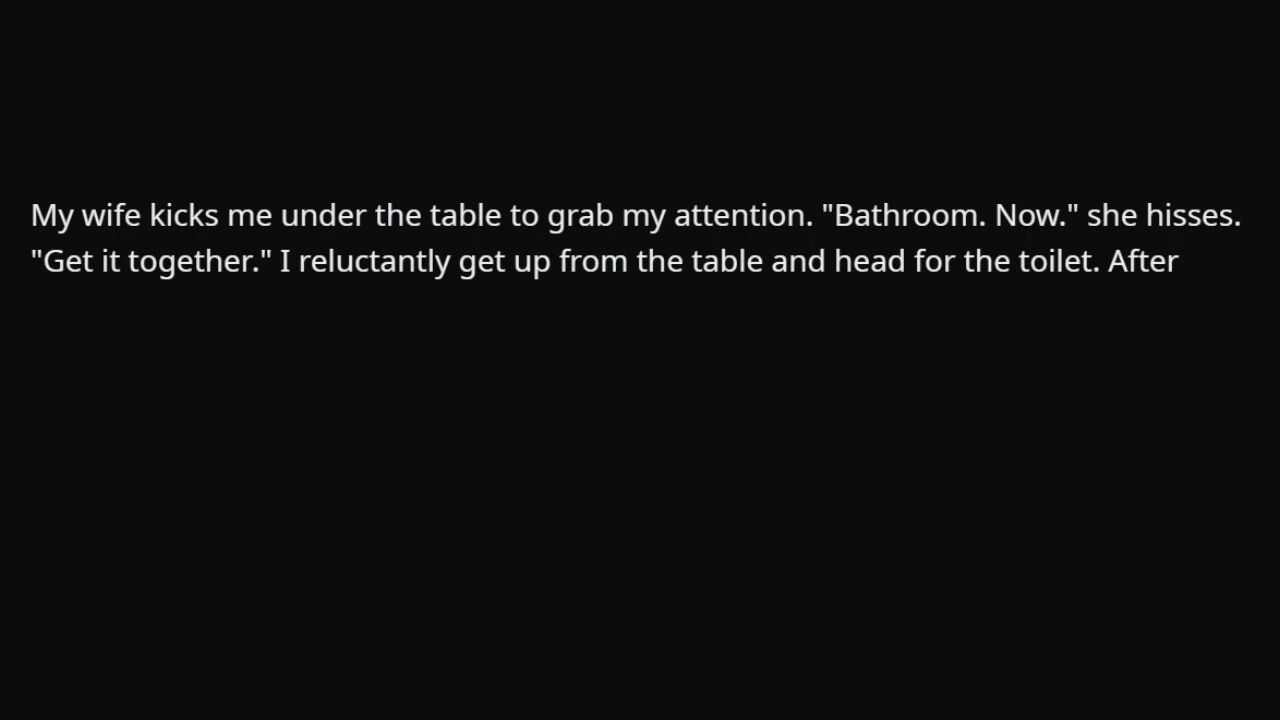 My wife kicks me under the table to grab my attention. "Bathroom. Now." she hisses.
"Get it together." I reluctantly get up from the table and head for the toilet. After